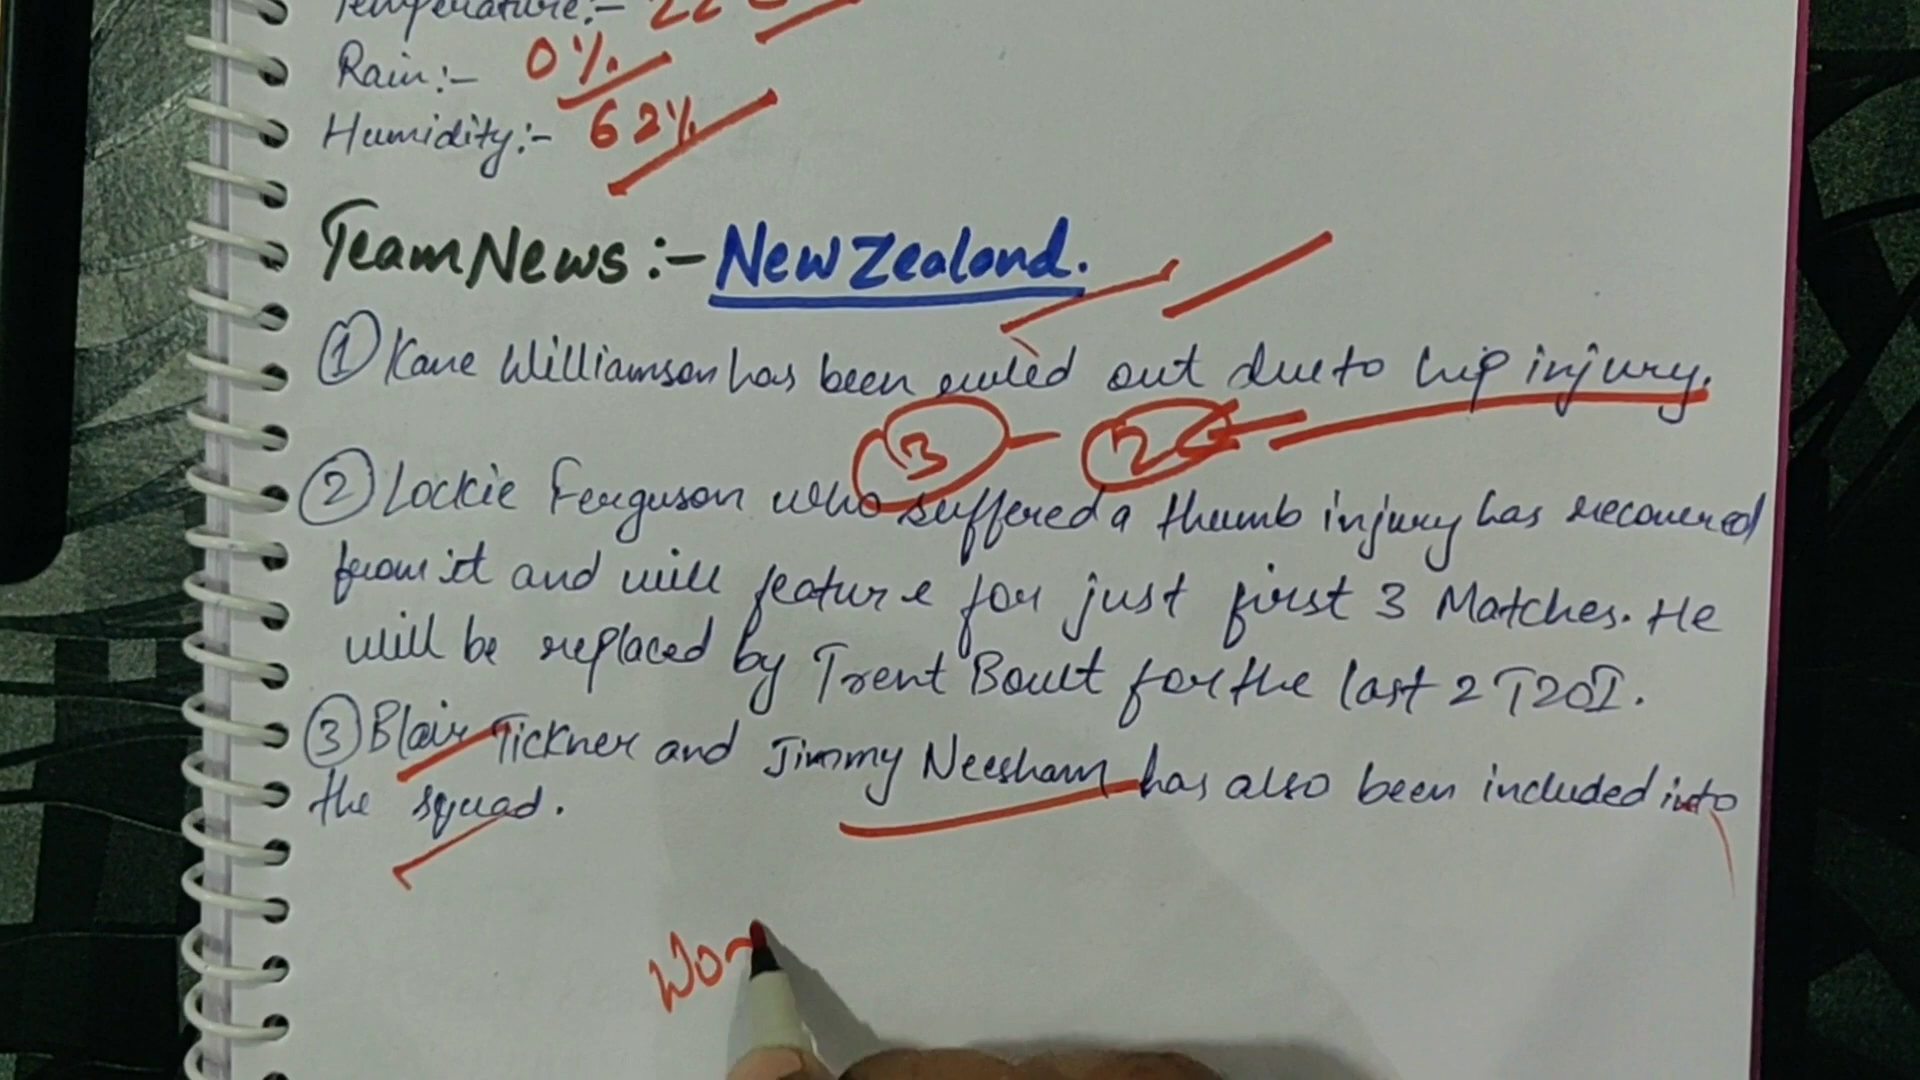 Temperature:- 22
Rain:- 0%
Humidity:- 62%
Team News:- New Zealand.
① Kane Williamson has been ruled out due to hip injury.
3 - 2
② Lockie Ferguson who suffered a thumb injury has recovered
from it and will feature for just first 3 Matches. He
will be replaced by Trent Boult for the last 2 T20I.
③ Blair Tickner and Jimmy Neesham has also been included into
the squad.
Wor